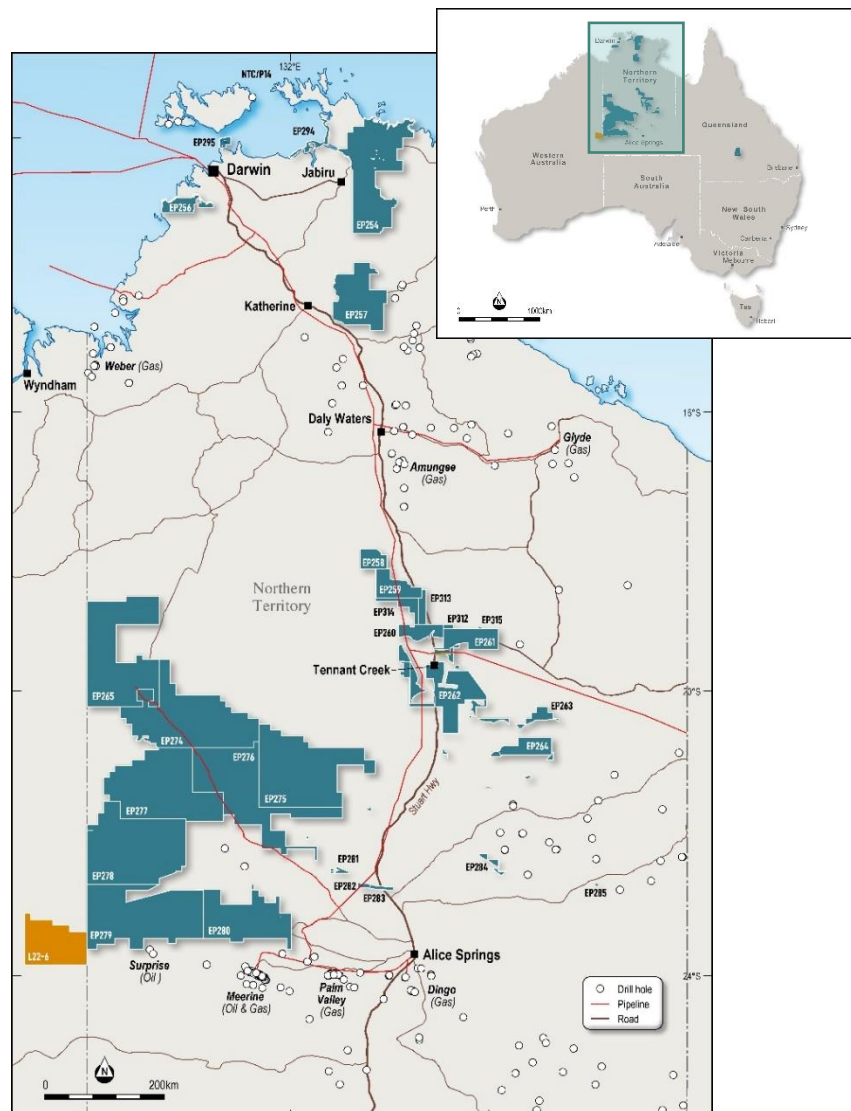 132°E
NTC/P14
EP295
EP294
Darwin
Jabiru
EP256
EP254
Katherine
EP257
Weber (Gas)
Wyndham
16°S
Daly Waters
Glyde
(Gas)
Amungee
(Gas)
EP258
Northern
Territory
EP259
EP313
EP314
EP312
EP315
EP260
EP261
Tennant Creek
EP262
EP265
EP263
EP274
EP264
EP276
EP275
Stuart Hwy
EP277
EP281
EP284
EP278
EP282
EP283
EP285
EP279
EP280
Alice Springs
L22-6
Surprise
(Oil )
Meerine
(Oil & Gas)
Palm
Valley
(Gas)
Dingo
(Gas)
24°S
Drill hole
Pipeline
Road
N
0 200km
Darwin
Northern
Territory
Queensland
Alice Springs
Western
Australia
South
Australia
Brisbane
New South
Wales
Perth
Sydney
Adelaide
Canberra
Victoria
Melbourne
Tas
Hobart
N
0 1000km